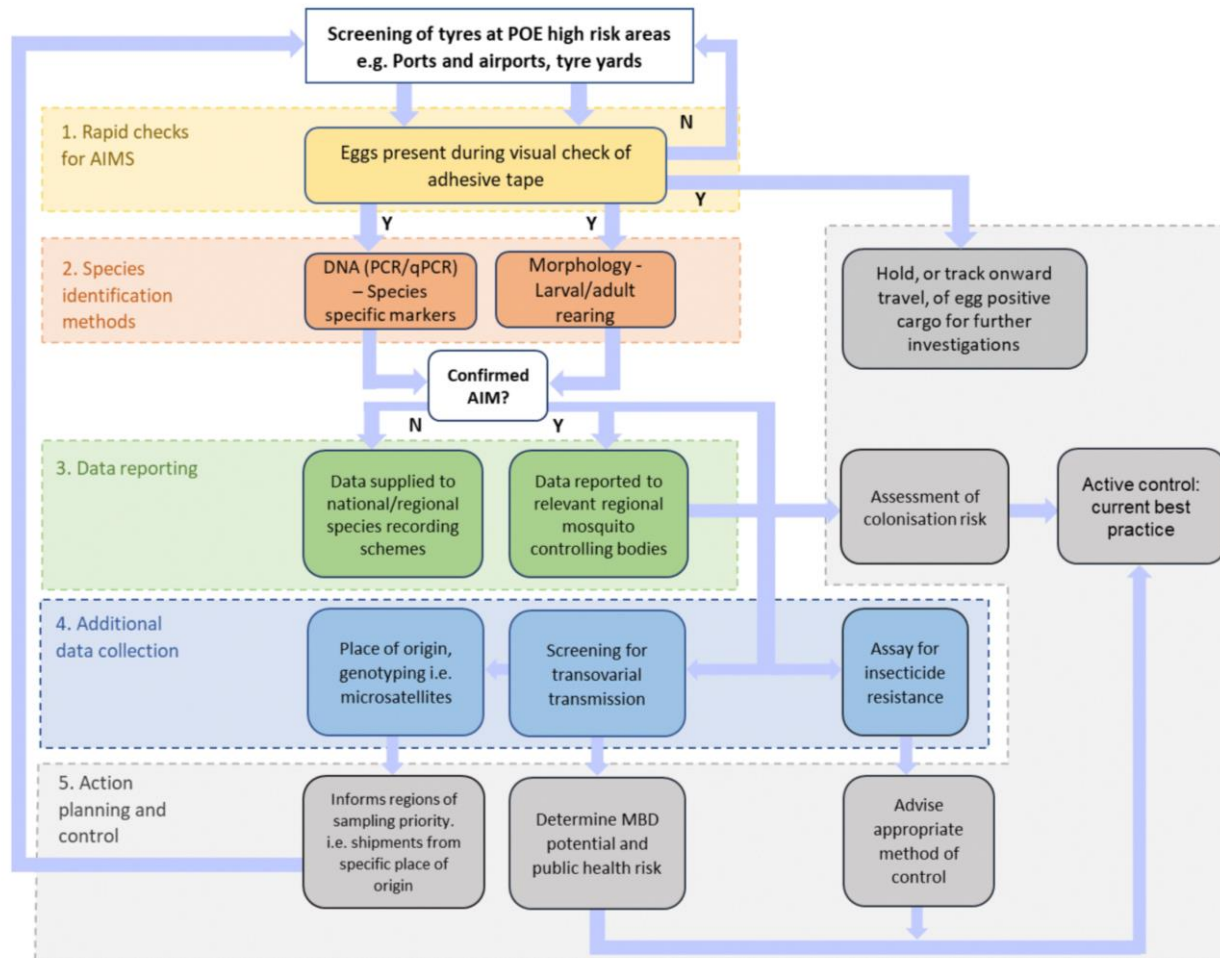 Screening of tyres at POE high risk areas
e.g. Ports and airports, tyre yards
1. Rapid checks
for AIMS
N
Eggs present during visual check of
adhesive tape
Y
Y
Y
2. Species
identification
methods
DNA (PCR/qPCR)
– Species
specific markers
Morphology -
Larval/adult
rearing
Hold, or track onward
travel, of egg positive
cargo for further
investigations
Confirmed
AIM?
N
Y
3. Data reporting
Data supplied to
national/regional
species recording
schemes
Data reported to
relevant regional
mosquito
controlling bodies
Assessment of
colonisation risk
Active control:
current best
practice
4. Additional
data collection
Place of origin,
genotyping i.e.
microsatellites
Screening for
transovarial
transmission
Assay for
insecticide
resistance
5. Action
planning and
control
Informs regions of
sampling priority.
i.e. shipments from
specific place of
origin
Determine MBD
potential and
public health risk
Advise
appropriate
method of
control